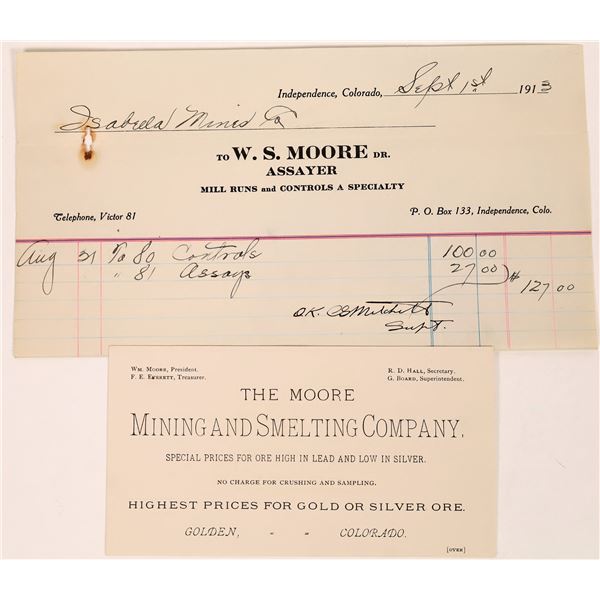 Independence, Colorado, Sept 1st 1913
Isabella Mines Co
TO W. S. MOORE DR.
ASSAYER
MILL RUNS and CONTROLS A SPECIALTY
Telephone, Victor 81
P. O. Box 133, Independence, Colo.
Aug 31 To 80 Controls 100 00
" 81 Assays 27 00 $ 127.00
O.K. Mitchell
Supt.
WM. MOORE, President.
F. E. EVERETT, Treasurer.
R. D. HALL, Secretary.
G. BOARD, Superintendent.
THE MOORE
MINING AND SMELTING COMPANY,
SPECIAL PRICES FOR ORE HIGH IN LEAD AND LOW IN SILVER.
NO CHARGE FOR CRUSHING AND SAMPLING.
HIGHEST PRICES FOR GOLD OR SILVER ORE.
GOLDEN, - - COLORADO.
[OVER]